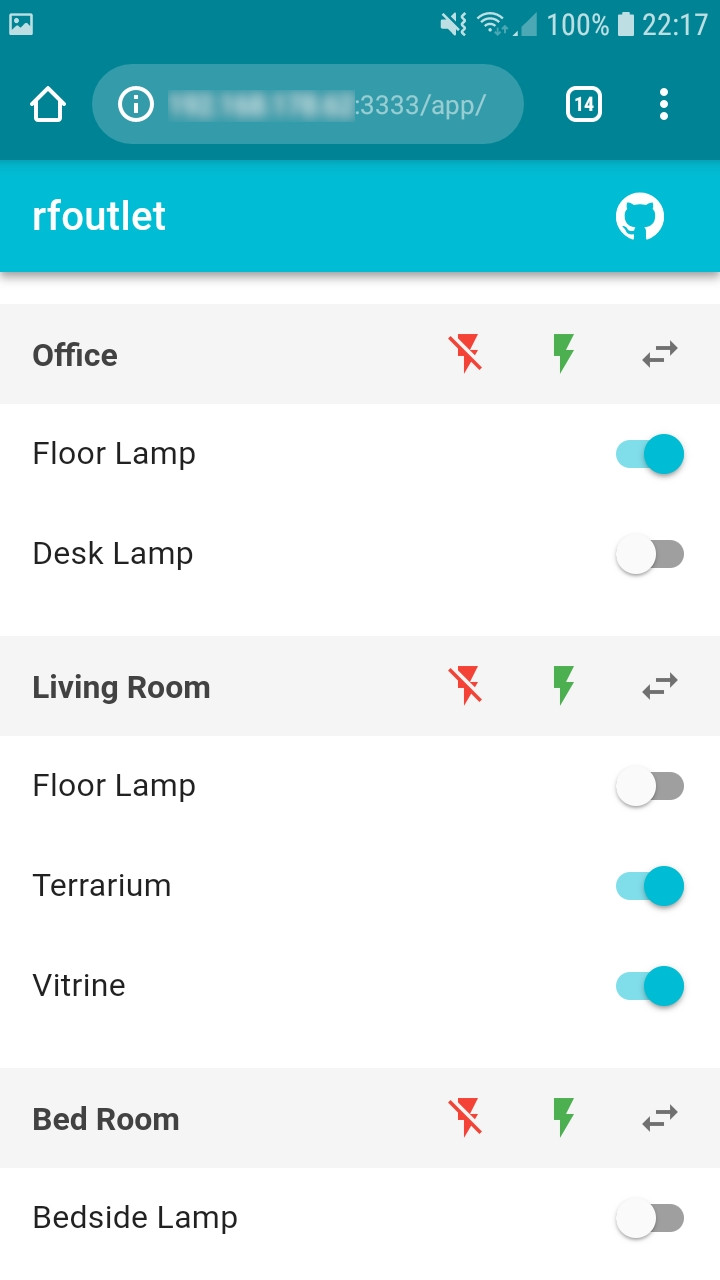 100% 22:17
:3333/app/
14
rfoutlet
Office
Floor Lamp
Desk Lamp
Living Room
Floor Lamp
Terrarium
Vitrine
Bed Room
Bedside Lamp